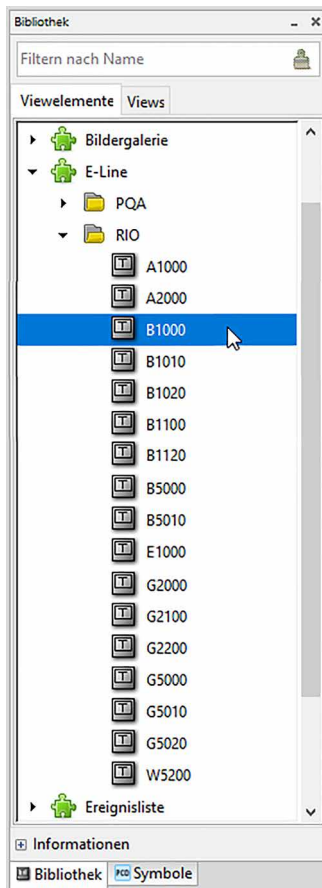 Bibliothek
Filtern nach Name
Viewelemente Views
Bildergalerie
E-Line
PQA
RIO
A1000
A2000
B1000
B1010
B1020
B1100
B1120
B5000
B5010
E1000
G2000
G2100
G2200
G5000
G5010
G5020
W5200
Ereignisliste
Informationen
Bibliothek PCD Symbole